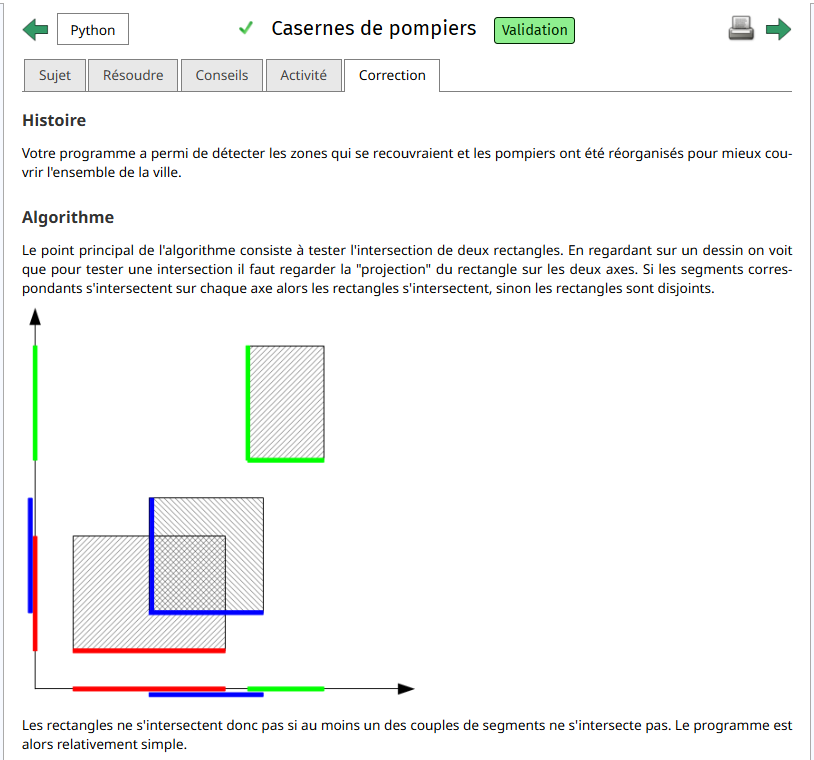 Python
Casernes de pompiers
Validation
Sujet
Résoudre
Conseils
Activité
Correction
Histoire
Votre programme a permi de détecter les zones qui se recouvraient et les pompiers ont été réorganisés pour mieux cou-
vrir l'ensemble de la ville.
Algorithme
Le point principal de l'algorithme consiste à tester l'intersection de deux rectangles. En regardant sur un dessin on voit
que pour tester une intersection il faut regarder la "projection" du rectangle sur les deux axes. Si les segments corres-
pondants s'intersectent sur chaque axe alors les rectangles s'intersectent, sinon les rectangles sont disjoints.
Les rectangles ne s'intersectent donc pas si au moins un des couples de segments ne s'intersecte pas. Le programme est
alors relativement simple.